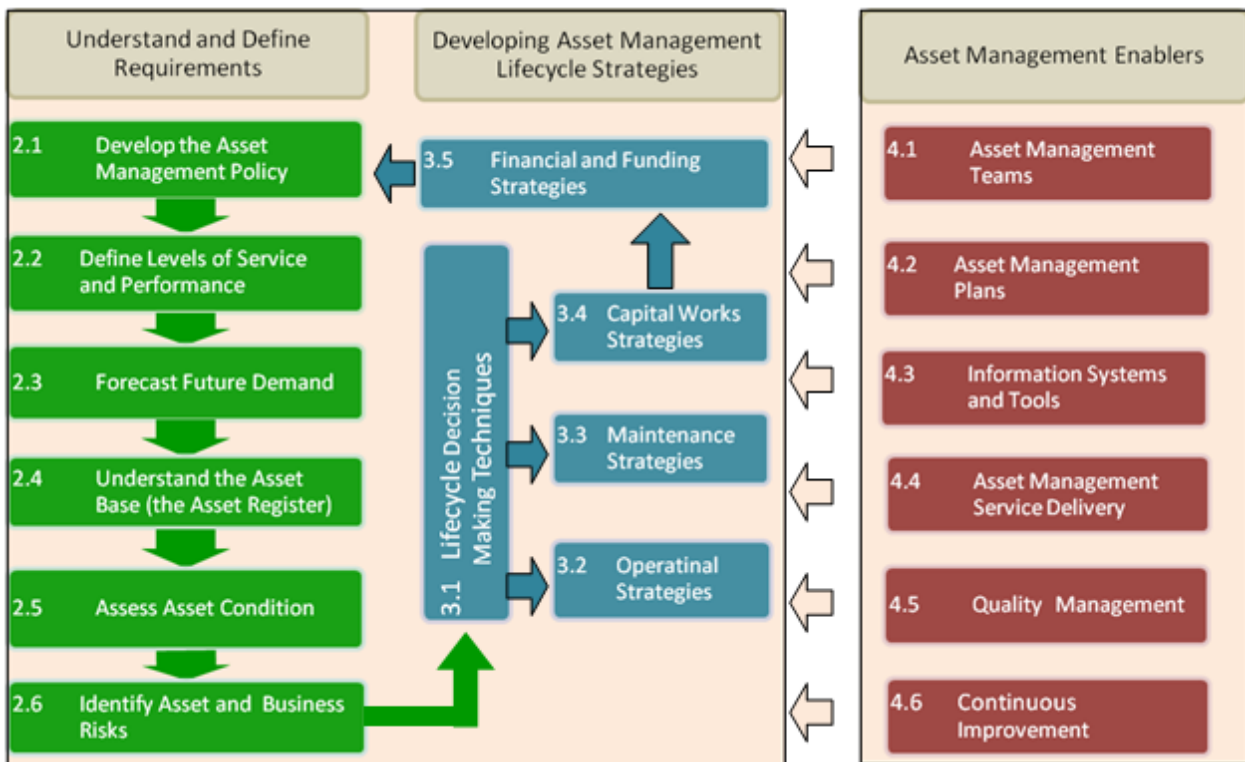 Understand and Define
Requirements
2.1 Develop the Asset
Management Policy
2.2 Define Levels of Service
and Performance
2.3 Forecast Future Demand
2.4 Understand the Asset
Base (the Asset Register)
2.5 Assess Asset Condition
2.6 Identify Asset and Business
Risks
Developing Asset Management
Lifecycle Strategies
3.5 Financial and Funding
Strategies
3.1 Lifecycle Decision
Making Techniques
3.4 Capital Works
Strategies
3.3 Maintenance
Strategies
3.2 Operatinal
Strategies
Asset Management Enablers
4.1 Asset Management
Teams
4.2 Asset Management
Plans
4.3 Information Systems
and Tools
4.4 Asset Management
Service Delivery
4.5 Quality Management
4.6 Continuous
Improvement